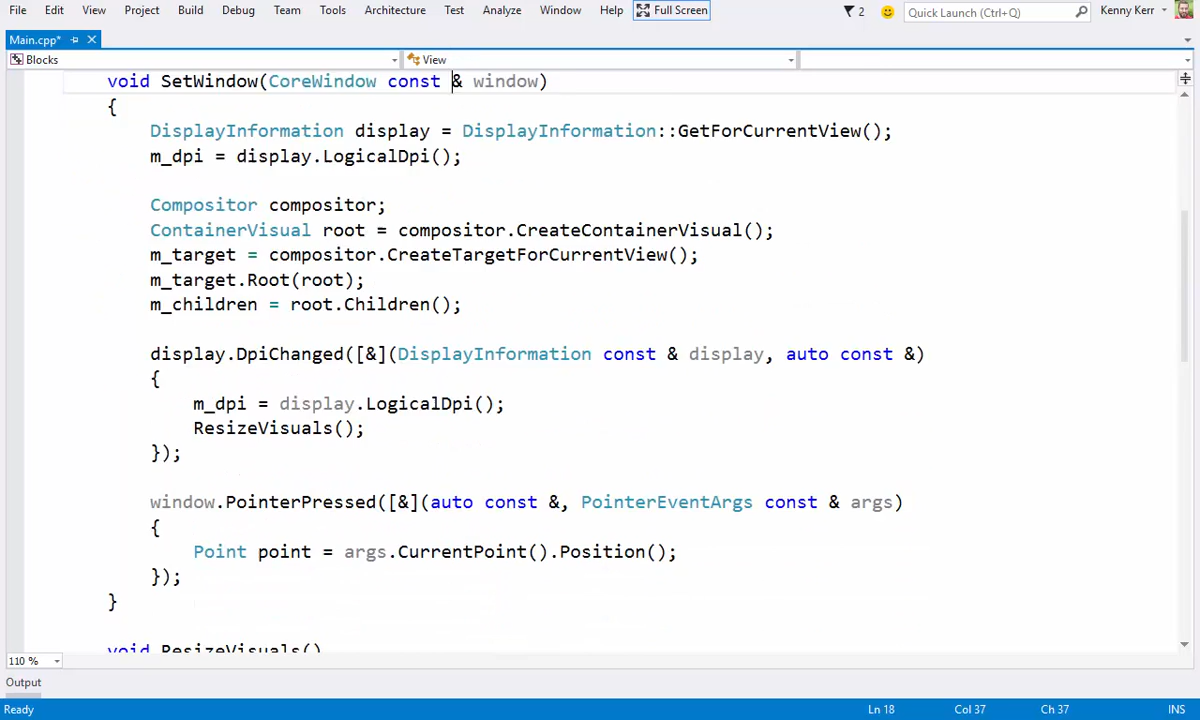 File Edit View Project Build Debug Team Tools Architecture Test Analyze Window Help Full Screen 2 Quick Launch (Ctrl+Q) Kenny Kerr
Main.cpp*
Blocks View
void SetWindow(CoreWindow const & window)
{
DisplayInformation display = DisplayInformation::GetForCurrentView();
m_dpi = display.LogicalDpi();
Compositor compositor;
ContainerVisual root = compositor.CreateContainerVisual();
m_target = compositor.CreateTargetForCurrentView();
m_target.Root(root);
m_children = root.Children();
display.DpiChanged([&](DisplayInformation const & display, auto const &)
{
m_dpi = display.LogicalDpi();
ResizeVisuals();
});
window.PointerPressed([&](auto const &, PointerEventArgs const & args)
{
Point point = args.CurrentPoint().Position();
});
}
void ResizeVisuals()
110 %
Output
Ready Ln 18 Col 37 Ch 37 INS